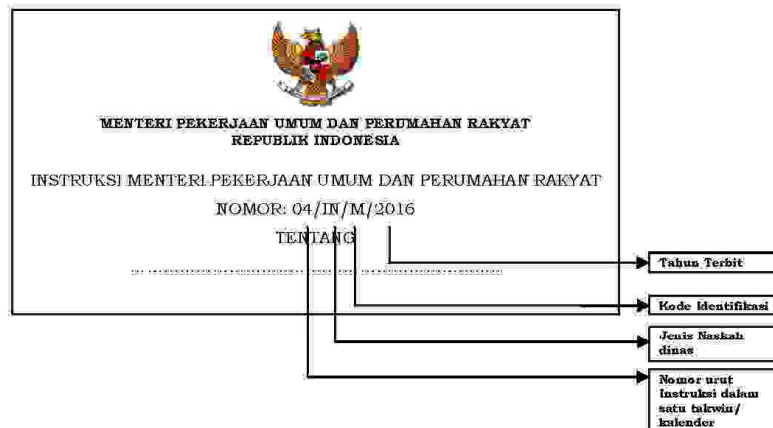 MENTERI PEKERJAAN UMUM DAN PERUMAHAN RAKYAT
REPUBLIK INDONESIA
INSTRUKSI MENTERI PEKERJAAN UMUM DAN PERUMAHAN RAKYAT
NOMOR: 04/IN/M/2016
TENTANG
Tahun Terbit
Kode Identifikasi
Jenis Naskah
dinas
Nomor urut
Instruksi dalam
satu takwin/
kalender